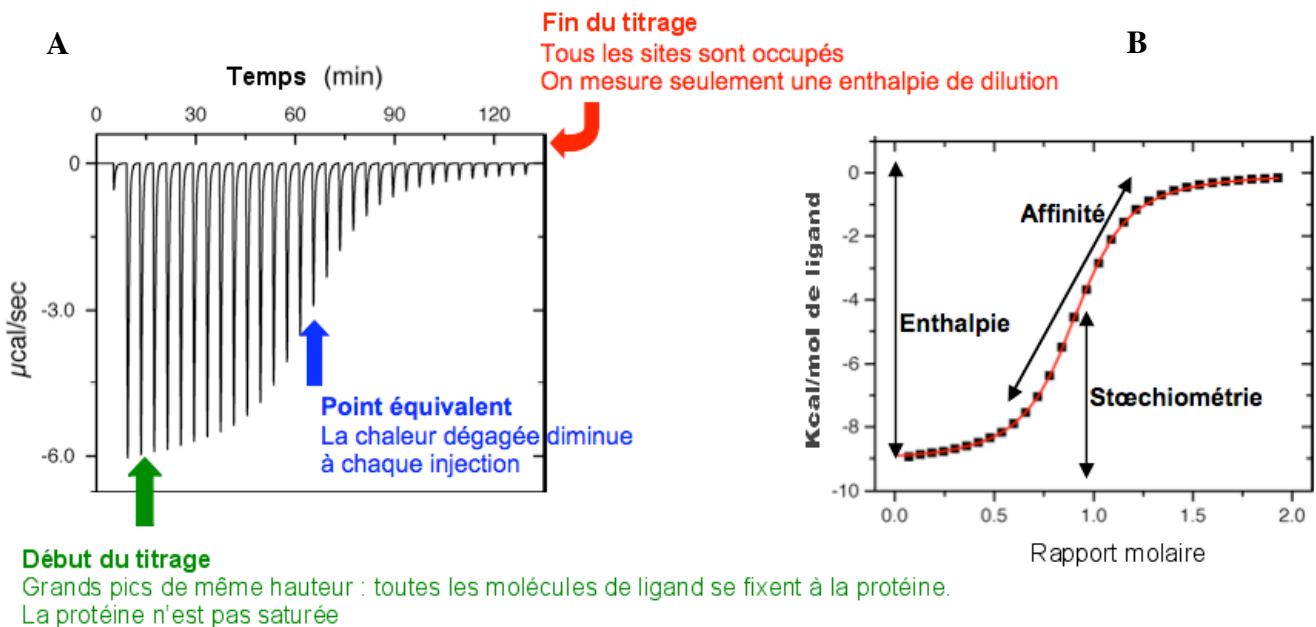 A
Temps (min)
0 30 60 90 120
0
-3.0
-6.0
µcal/sec
Fin du titrage
Tous les sites sont occupés
On mesure seulement une enthalpie de dilution
Point équivalent
La chaleur dégagée diminue
à chaque injection
Début du titrage
Grands pics de même hauteur : toutes les molécules de ligand se fixent à la protéine.
La protéine n'est pas saturée
B
Kcal/mol de ligand
0
-2
-4
-6
-8
-10
Affinité
Enthalpie
Stœchiométrie
0.0 0.5 1.0 1.5 2.0
Rapport molaire